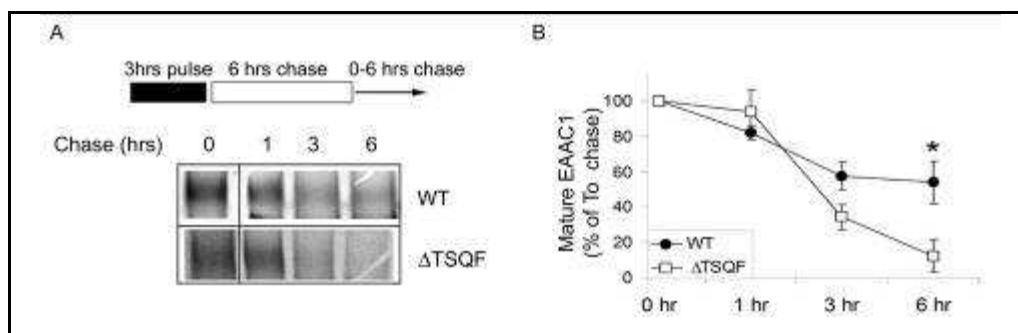 A
3hrs pulse 6 hrs chase 0-6 hrs chase
Chase (hrs) 0 1 3 6
WT
ΔTSQF
B
Mature EAAC1
(% of To chase)
100
80
60
40
20
0
*
WT
ΔTSQF
0 hr 1 hr 3 hr 6 hr